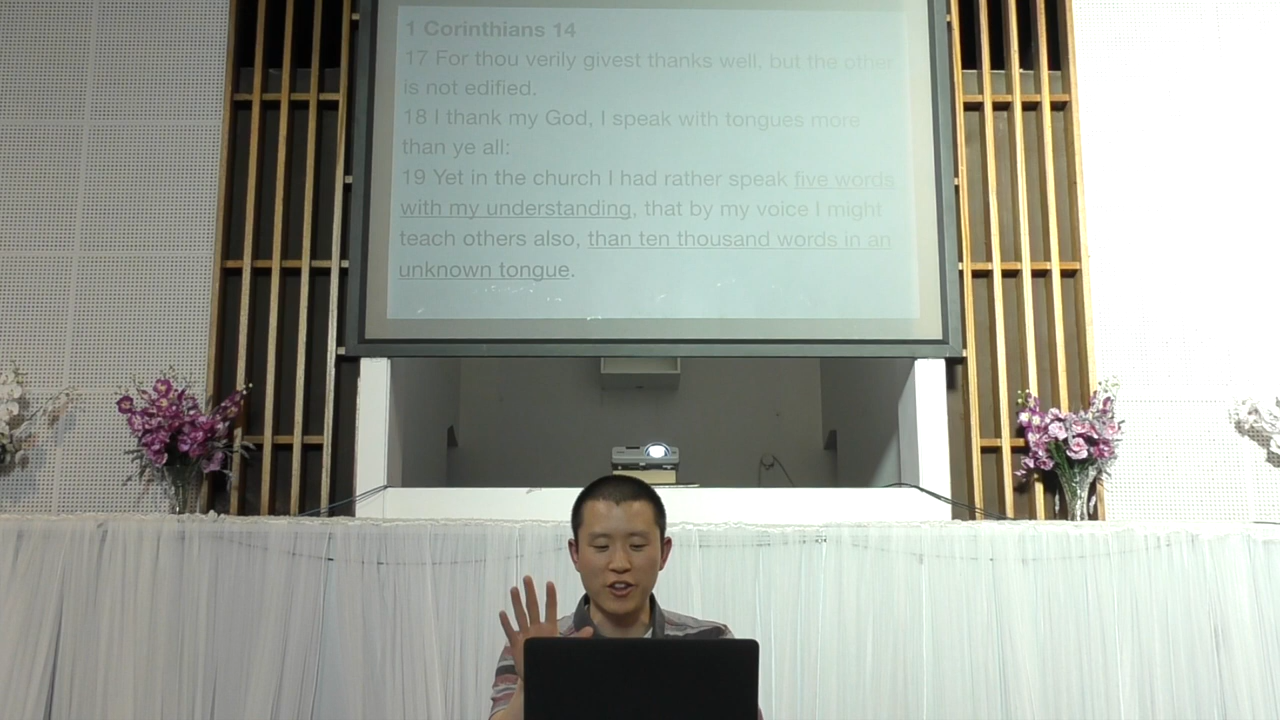 1 Corinthians 14
17 For thou verily givest thanks well, but the other
is not edified.
18 I thank my God, I speak with tongues more
than ye all:
19 Yet in the church I had rather speak five words
with my understanding, that by my voice I might
teach others also, than ten thousand words in an
unknown tongue.